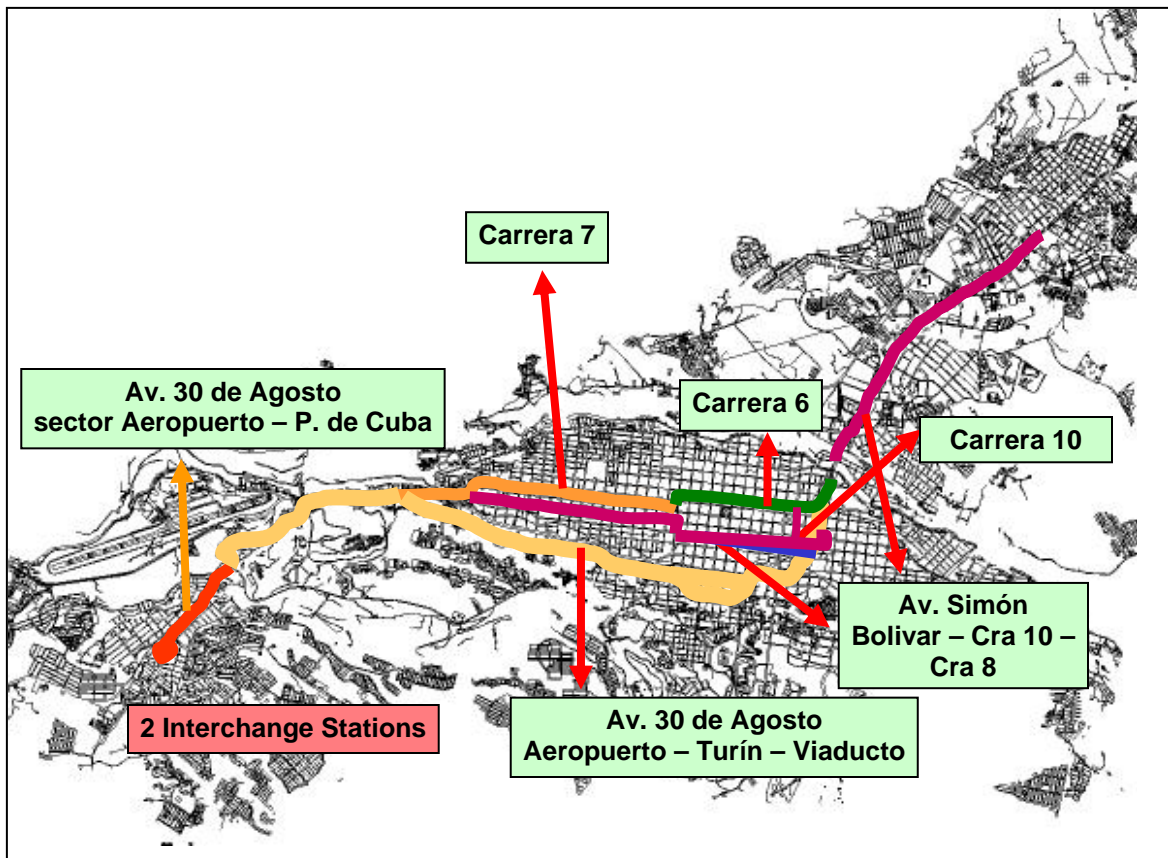 Carrera 7
Av. 30 de Agosto
sector Aeropuerto – P. de Cuba
Carrera 6
Carrera 10
Av. Simón
Bolivar – Cra 10 –
Cra 8
2 Interchange Stations
Av. 30 de Agosto
Aeropuerto – Turín – Viaducto